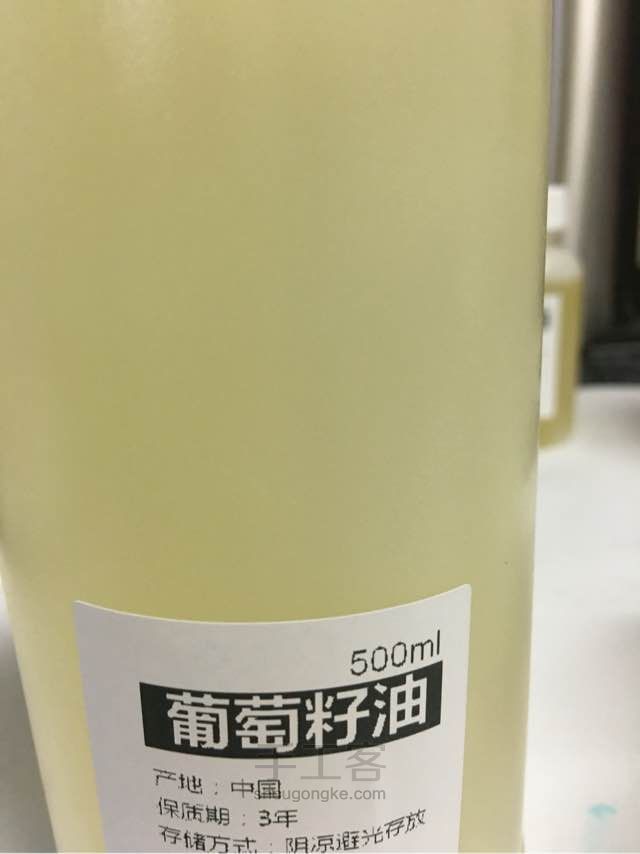 500ml
葡萄籽油
产地：中国
手工客
shougongke.com
保质期：3年
存储方式：阴凉避光存放